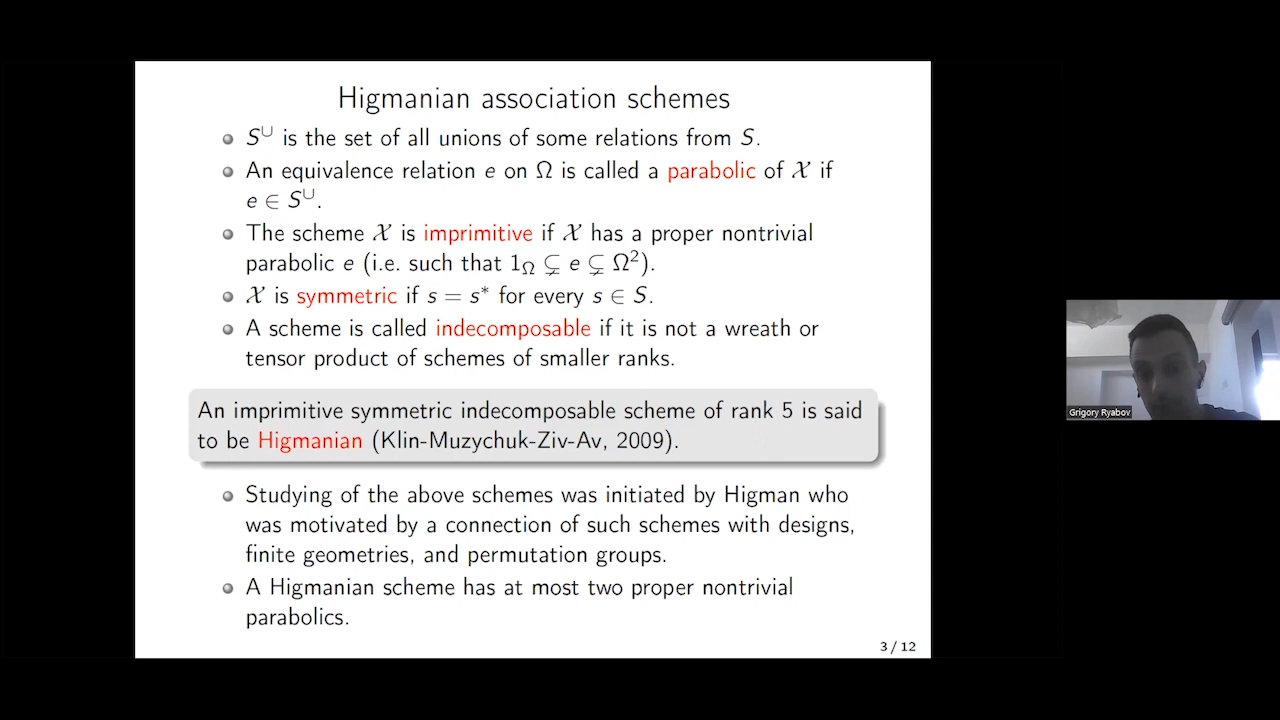 Higmanian association schemes
S^∪ is the set of all unions of some relations from S.
An equivalence relation e on Ω is called a parabolic of 𝒳 if
e ∈ S^∪.
The scheme 𝒳 is imprimitive if 𝒳 has a proper nontrivial
parabolic e (i.e. such that 1_Ω ⊊ e ⊊ Ω²).
𝒳 is symmetric if s = s* for every s ∈ S.
A scheme is called indecomposable if it is not a wreath or
tensor product of schemes of smaller ranks.
An imprimitive symmetric indecomposable scheme of rank 5 is said
to be Higmanian (Klin-Muzychuk-Ziv-Av, 2009).
Studying of the above schemes was initiated by Higman who
was motivated by a connection of such schemes with designs,
finite geometries, and permutation groups.
A Higmanian scheme has at most two proper nontrivial
parabolics.
3 / 12
Grigory Ryabov